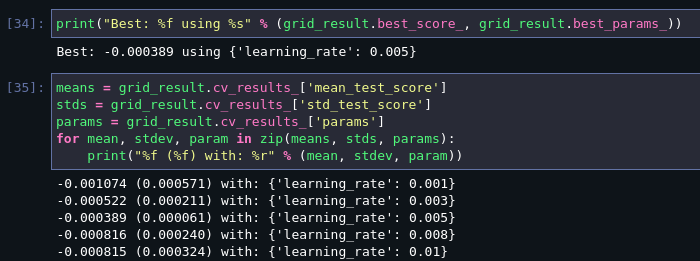 [34]: print("Best: %f using %s" % (grid_result.best_score_, grid_result.best_params_))
Best: -0.000389 using {'learning_rate': 0.005}
[35]: means = grid_result.cv_results_['mean_test_score']
stds = grid_result.cv_results_['std_test_score']
params = grid_result.cv_results_['params']
for mean, stdev, param in zip(means, stds, params):
    print("%f (%f) with: %r" % (mean, stdev, param))
-0.001074 (0.000571) with: {'learning_rate': 0.001}
-0.000522 (0.000211) with: {'learning_rate': 0.003}
-0.000389 (0.000061) with: {'learning_rate': 0.005}
-0.000816 (0.000240) with: {'learning_rate': 0.008}
-0.000815 (0.000324) with: {'learning_rate': 0.01}